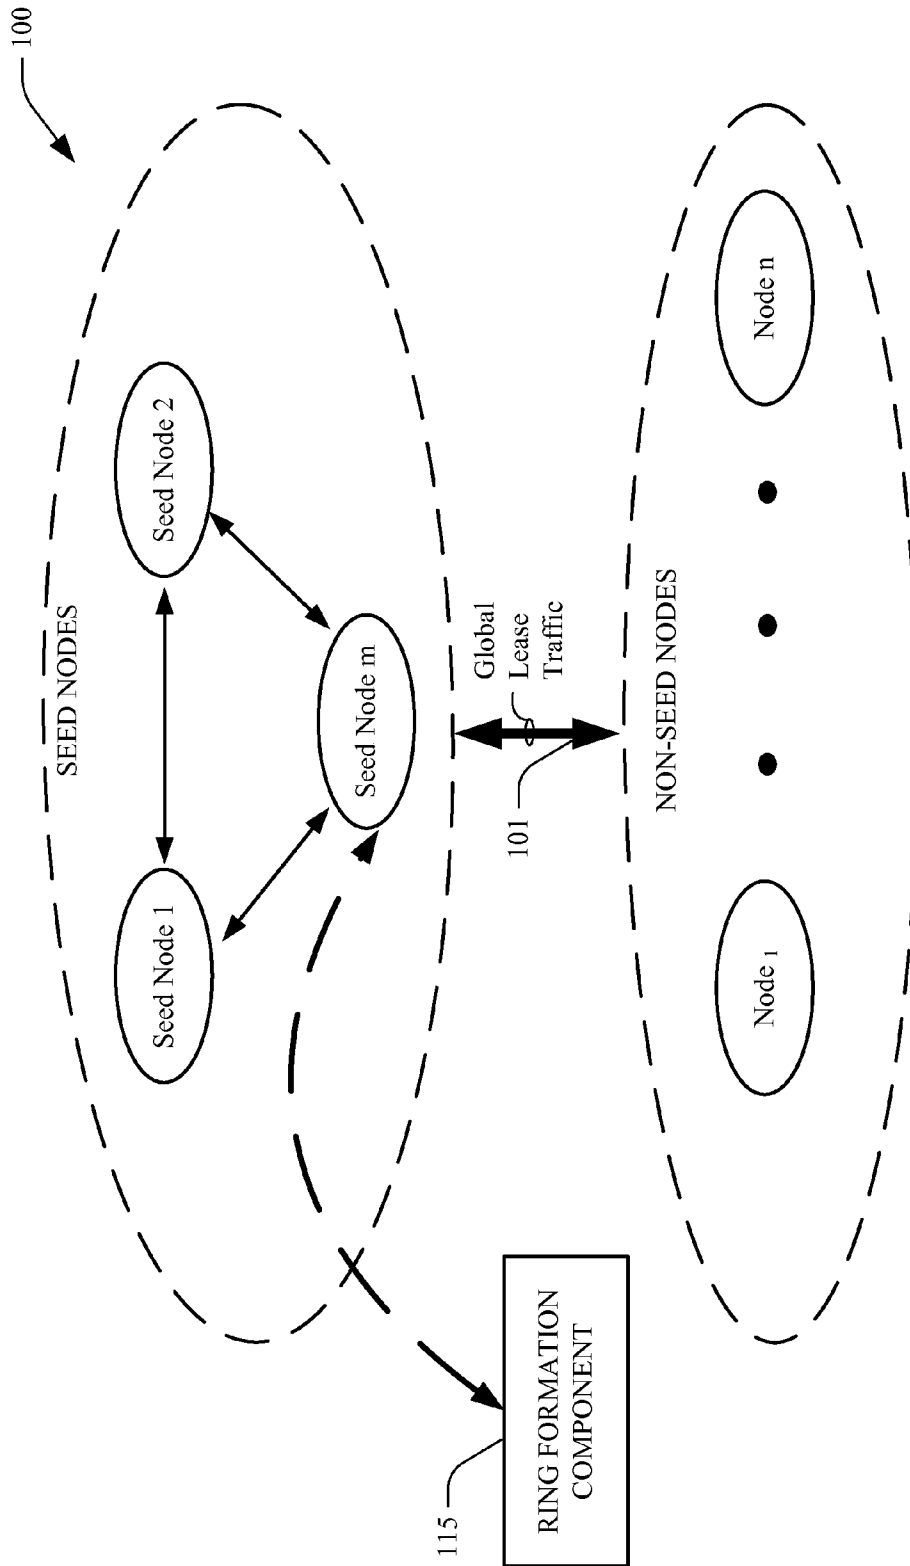 100
SEED NODES
Seed Node 1
Seed Node 2
Seed Node m
Global
Lease
Traffic
101
NON-SEED NODES
Node 1
Node n
115
RING FORMATION
COMPONENT